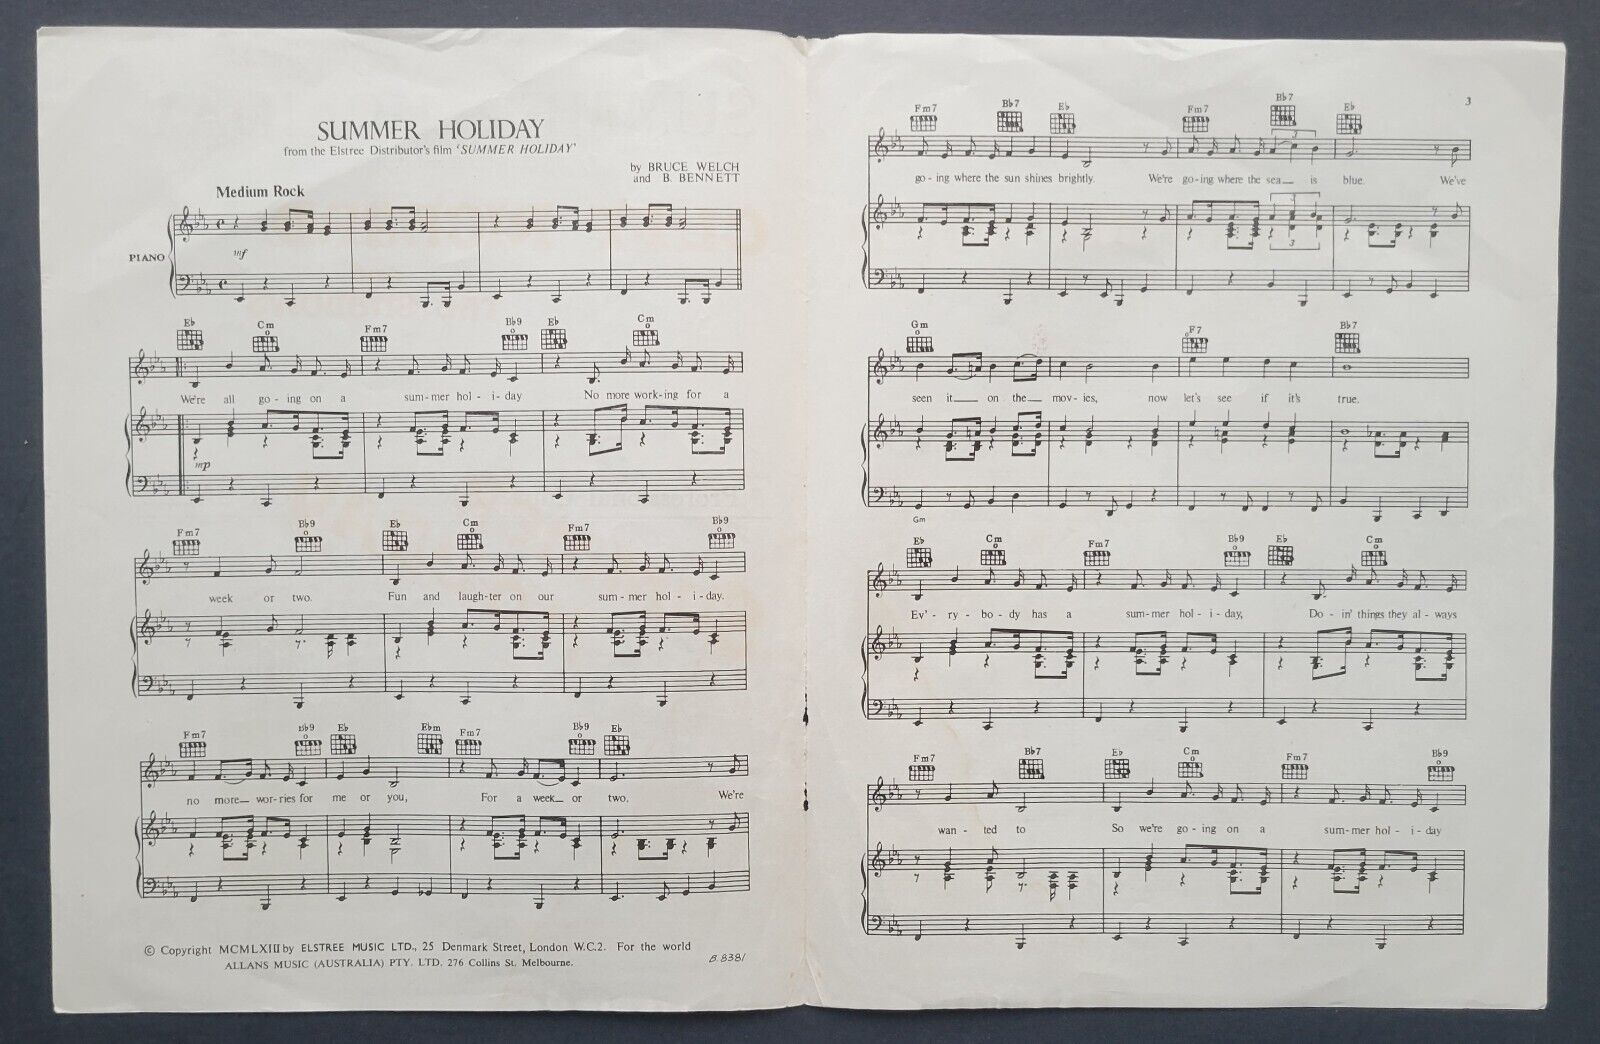 SUMMER HOLIDAY
from the Elstree Distributor's film 'SUMMER HOLIDAY'
by BRUCE WELCH
and B. BENNETT
Medium Rock
PIANO
mf
Eb Cm Fm7 Bb9 Eb Cm
We're all go - ing on a sum-mer hol - i - day No more work-ing for a
mp
Fm7 Bb9 Eb Cm Fm7 Bb9
week or two. Fun and laugh-ter on our sum-mer hol - i-day.
Fm7 Bb9 Eb Ebm Fm7 Bb9 Eb
no more— wor-ries for me or you, For a week— or two. We're
© Copyright MCMLXIII by ELSTREE MUSIC LTD., 25 Denmark Street, London W.C.2. For the world
ALLANS MUSIC (AUSTRALIA) PTY. LTD. 276 Collins St. Melbourne.
B.8381
3
Fm7 Bb7 Eb Fm7 Bb7 Eb
go-ing where the sun shines brightly. We're go-ing where the sea— is blue. We've
3
3
Gm F7 Bb7
seen it— on the— mov-ies, now let's see if it's true.
Gm
Eb Cm Fm7 Bb9 Eb Cm
Ev'-ry-bo-dy has a sum-mer hol-i-day, Do-in' things they al-ways
Fm7 Bb7 Eb Cm Fm7 Bb9
wan - ted to So we're go-ing on a sum-mer hol - i-day